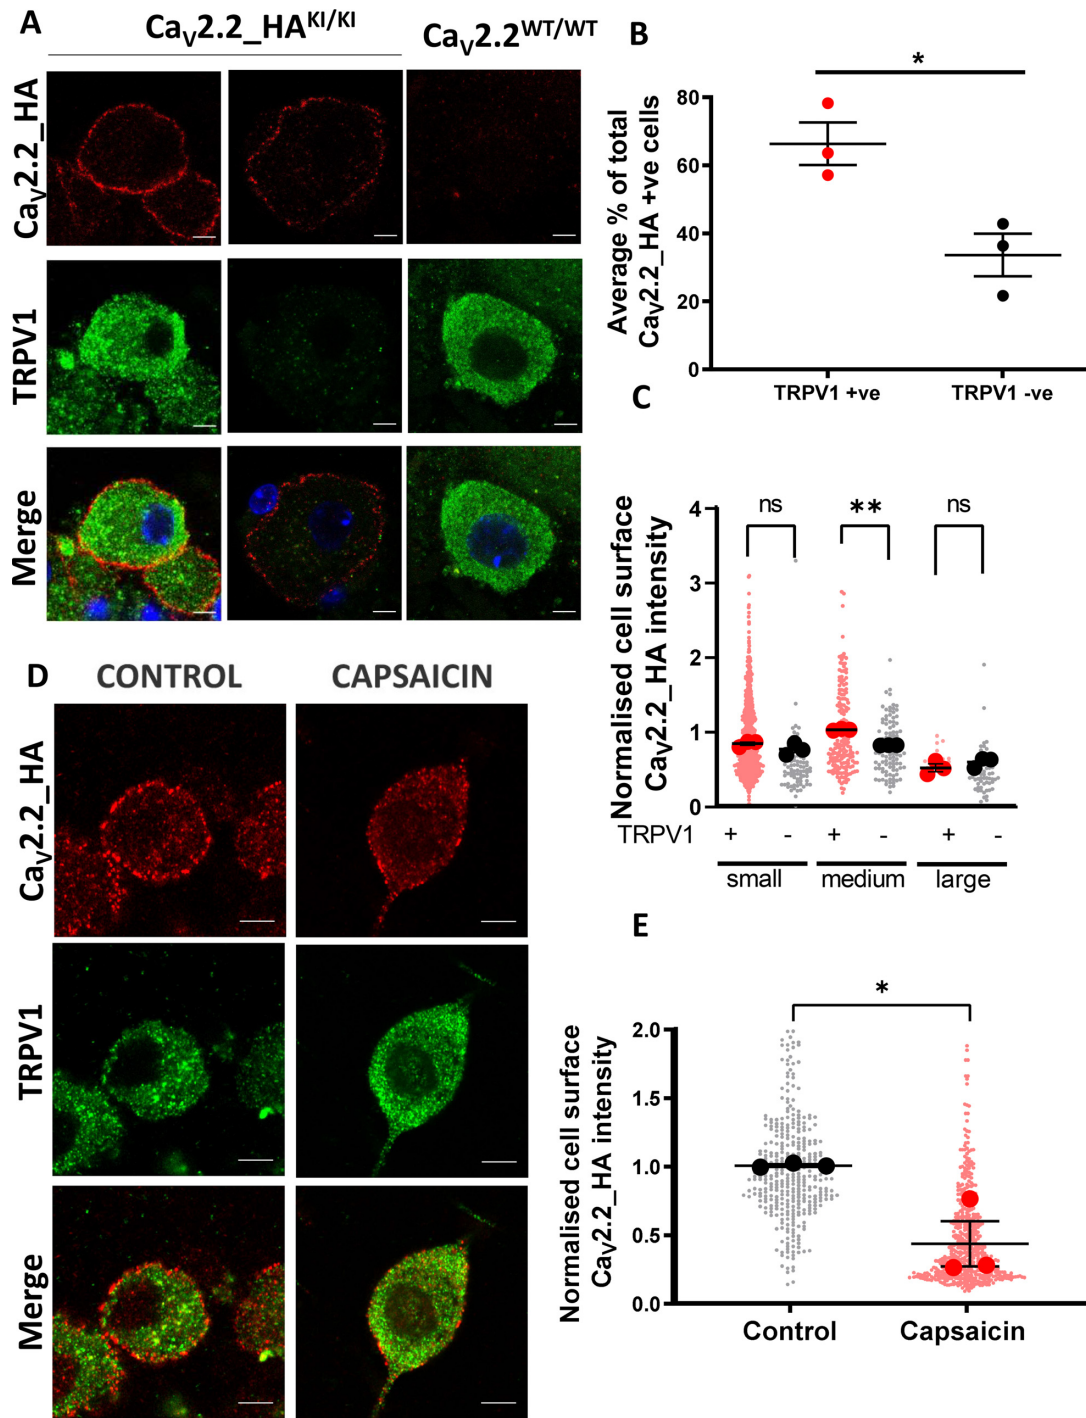 A
Caᵥ2.2_HAᴷᴵ/ᴷᴵ
Caᵥ2.2ᵂᵀ/ᵂᵀ
Caᵥ2.2_HA
TRPV1
Merge
B
*
Average % of total
Caᵥ2.2_HA +ve cells
80
60
40
20
0
TRPV1 +ve
TRPV1 -ve
C
Normalised cell surface
Caᵥ2.2_HA intensity
ns
**
ns
4
3
2
1
0
TRPV1 + - + - + -
small medium large
D
CONTROL
CAPSAICIN
Caᵥ2.2_HA
TRPV1
Merge
E
*
Normalised cell surface
Caᵥ2.2_HA intensity
2.0
1.5
1.0
0.5
0.0
Control
Capsaicin